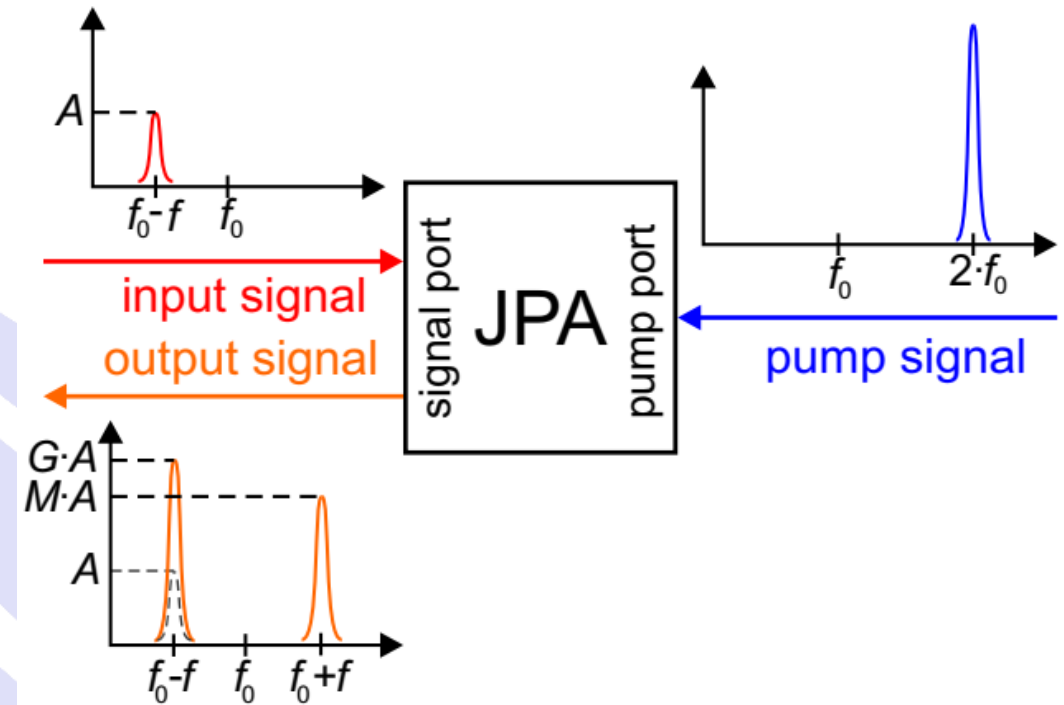 A
f₀-f f₀
input signal
output signal
signal port
JPA
pump port
f₀ 2·f₀
pump signal
G·A
M·A
A
f₀-f f₀ f₀+f